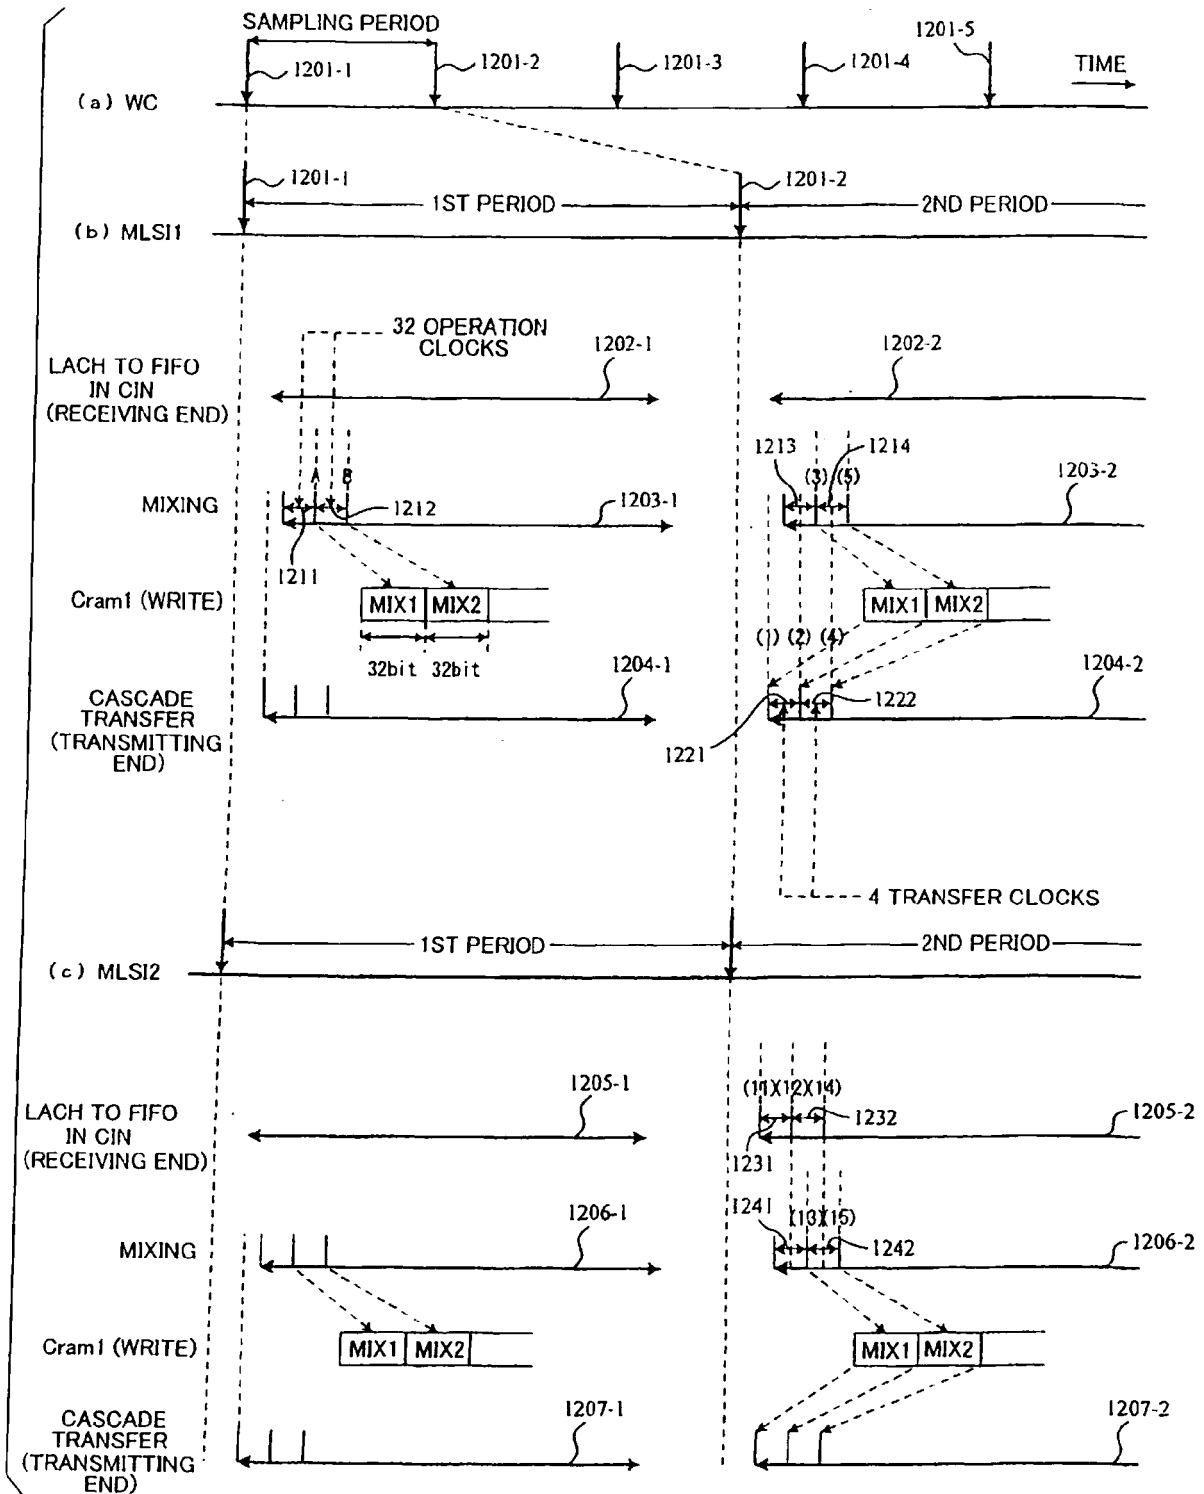 SAMPLING PERIOD
1201-1
1201-2
1201-3
1201-4
1201-5
TIME
(a) WC
1201-1
1201-2
1ST PERIOD
2ND PERIOD
(b) MLSI1
32 OPERATION
CLOCKS
1202-1
1202-2
LACH TO FIFO
IN CIN
(RECEIVING END)
A
B
1213
(3)
(5)
1214
MIXING
1212
1203-1
1203-2
1211
Cram1 (WRITE)
MIX1
MIX2
MIX1
MIX2
32bit
32bit
(1)
(2)
(4)
1204-1
1204-2
CASCADE
TRANSFER
(TRANSMITTING
END)
1222
1221
4 TRANSFER CLOCKS
1ST PERIOD
2ND PERIOD
(c) MLSI2
1205-1
(11)(12)(14)
1232
1205-2
LACH TO FIFO
IN CIN
(RECEIVING END)
1231
1241
(13)(15)
1206-1
1242
1206-2
MIXING
Cram1 (WRITE)
MIX1
MIX2
MIX1
MIX2
1207-1
1207-2
CASCADE
TRANSFER
(TRANSMITTING
END)